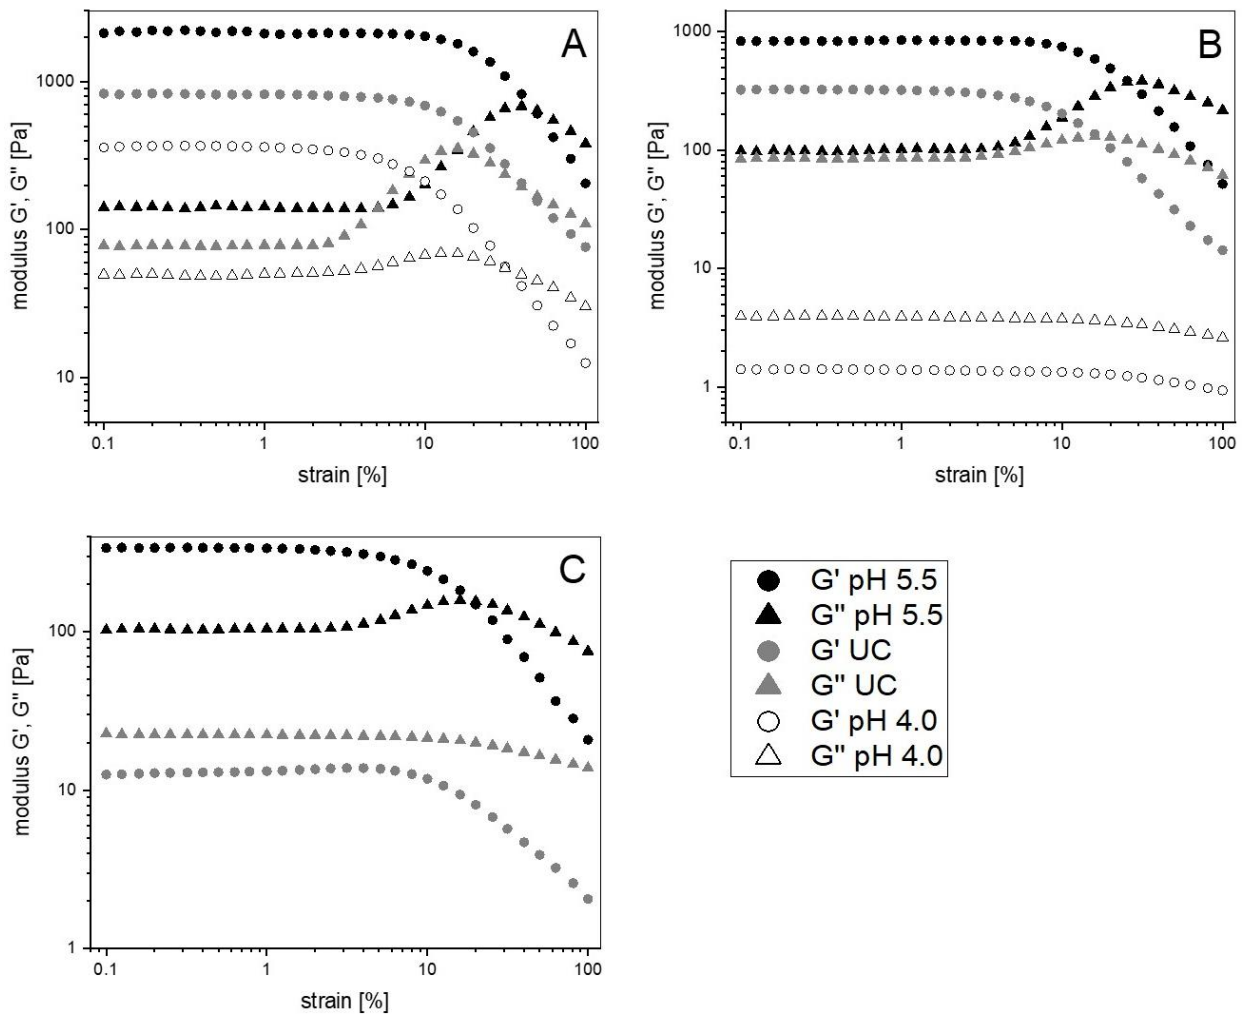 A
1000
100
10
modulus G', G" [Pa]
0.1 1 10 100
strain [%]
B
1000
100
10
1
modulus G', G" [Pa]
0.1 1 10 100
strain [%]
C
100
10
1
modulus G', G" [Pa]
0.1 1 10 100
strain [%]
G' pH 5.5
G" pH 5.5
G' UC
G" UC
G' pH 4.0
G" pH 4.0